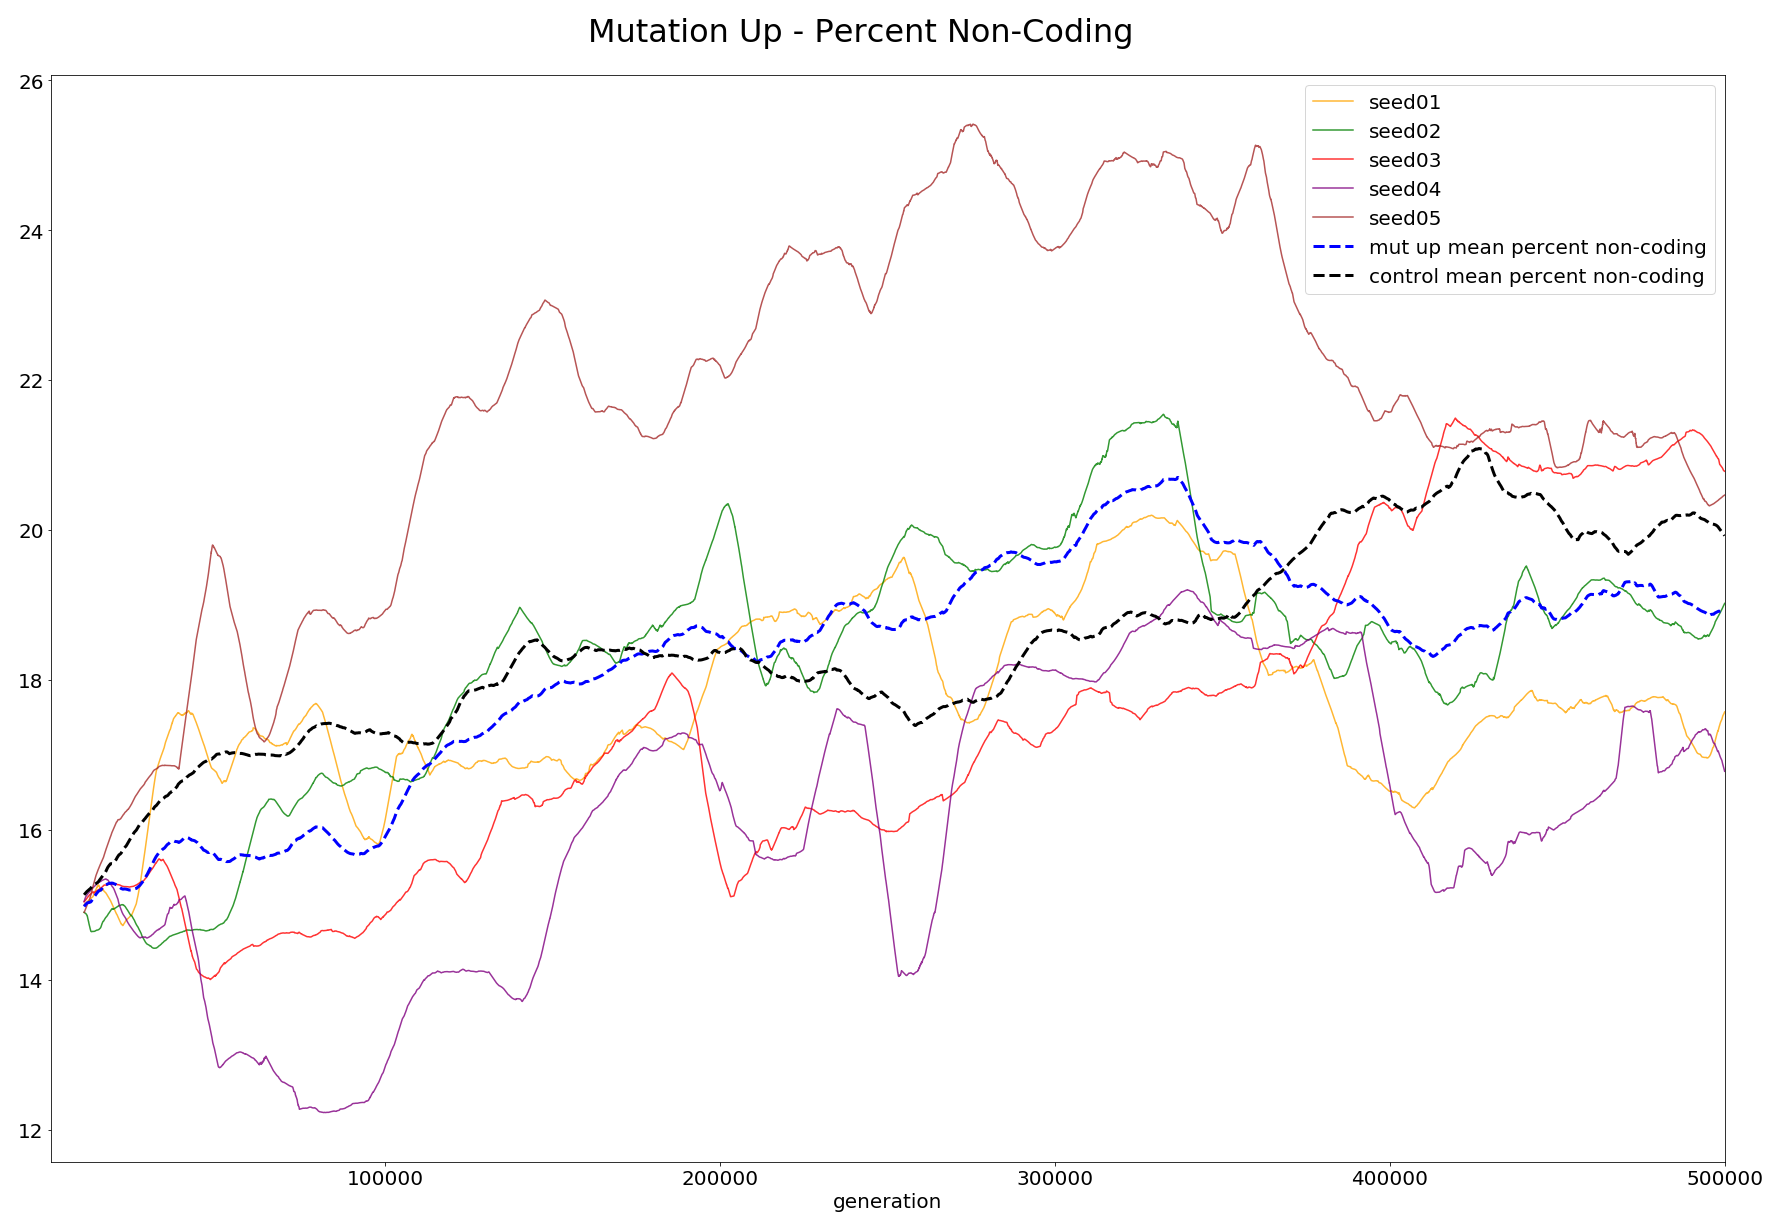 Mutation Up - Percent Non-Coding
26
24
22
20
18
16
14
12
seed01
seed02
seed03
seed04
seed05
mut up mean percent non-coding
control mean percent non-coding
100000 200000 300000 400000 500000
generation